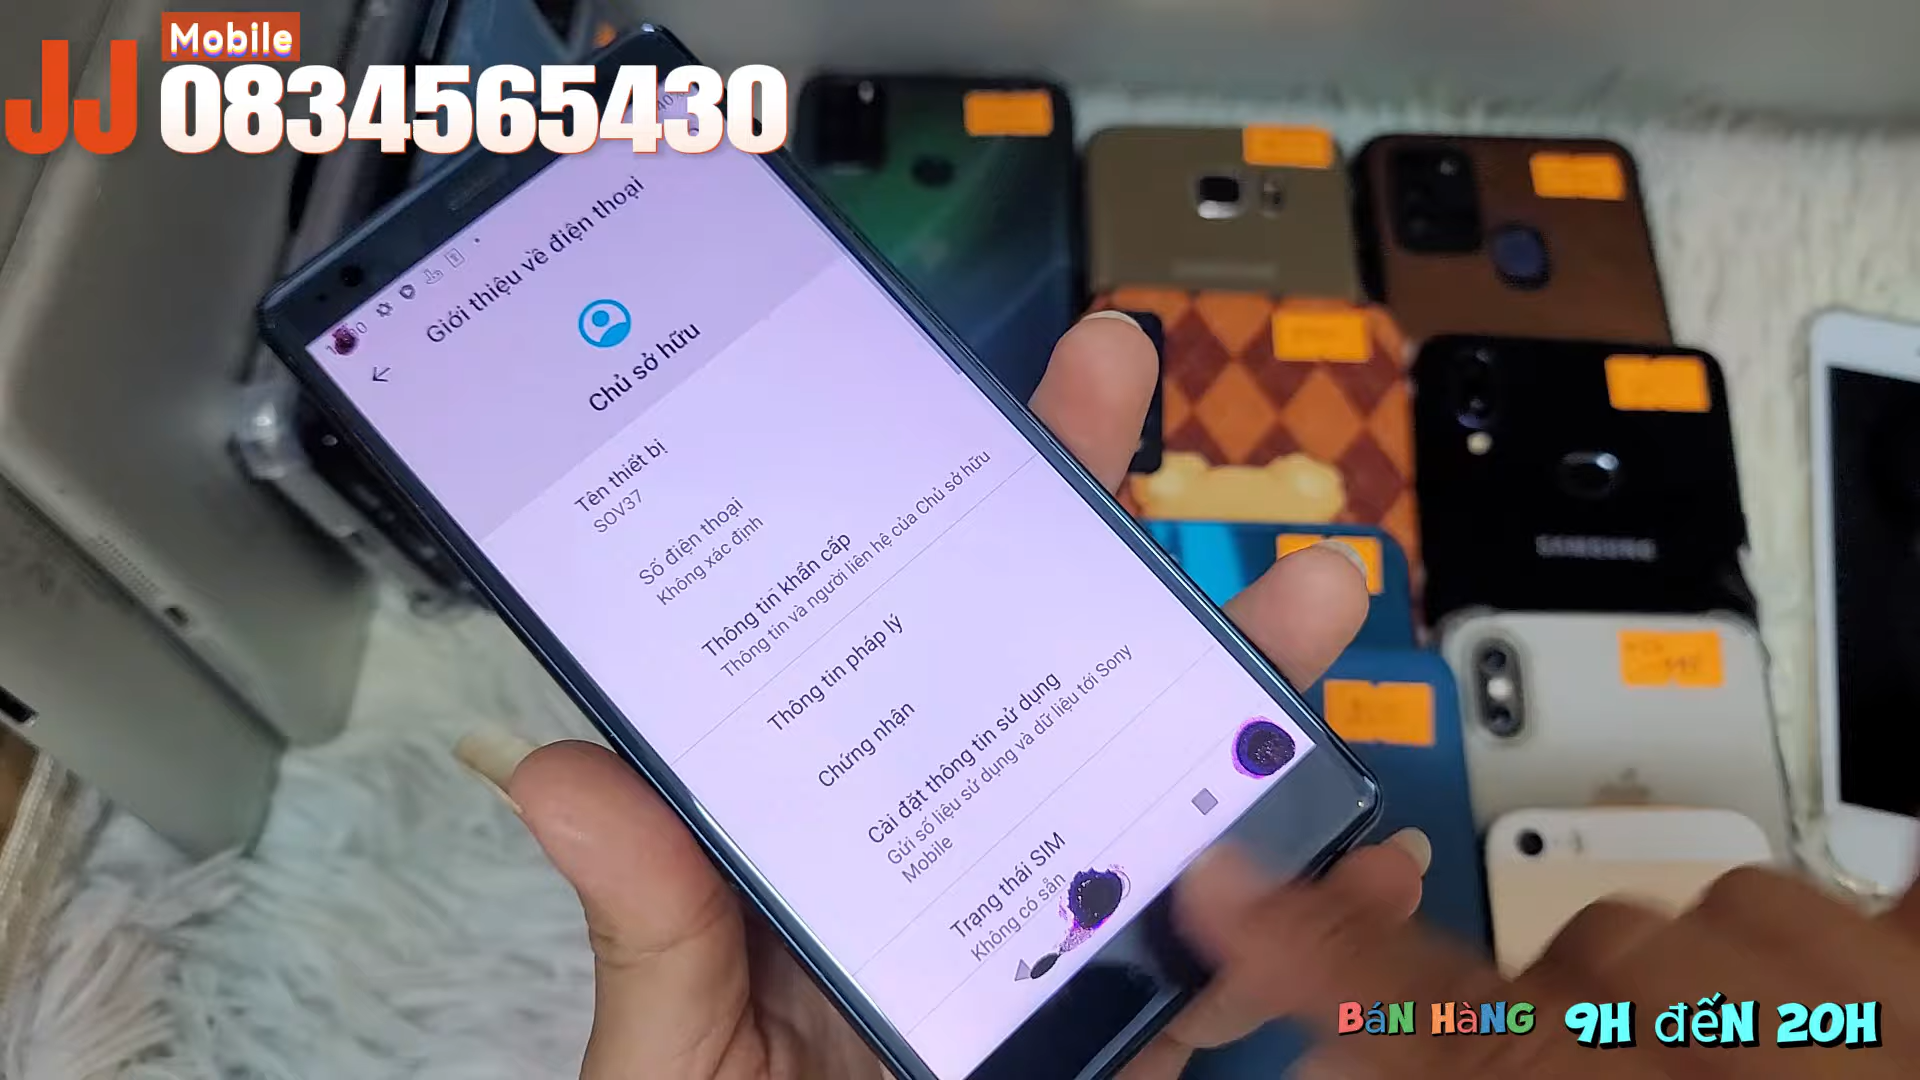 Mobile
JJ 0834565430
Giới thiệu về điện thoại
Chủ sở hữu
Tên thiết bị
SOV37
Số điện thoại
Không xác định
Thông tin khẩn cấp
Thông tin và người liên hệ của Chủ sở hữu
Thông tin pháp lý
Chứng nhận
Cài đặt thông tin sử dụng
Gửi số liệu sử dụng và dữ liệu tới Sony
Mobile
Trạng thái SIM
Không có sẵn
SAMSUNG
BáN HàNG 9H đếN 20H